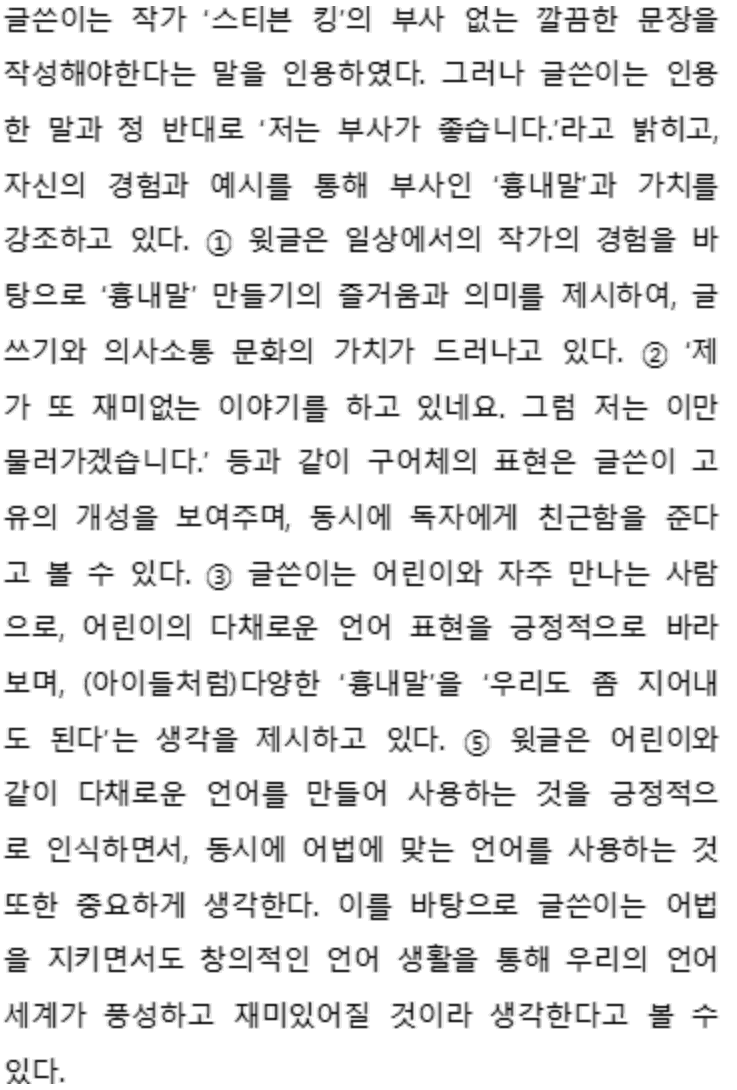 글쓴이는 작가 ‘스티븐 킹’의 부사 없는 깔끔한 문장을
작성해야한다는 말을 인용하였다. 그러나 글쓴이는 인용
한 말과 정 반대로 ‘저는 부사가 좋습니다.’라고 밝히고,
자신의 경험과 예시를 통해 부사인 ‘흉내말’과 가치를
강조하고 있다. ① 윗글은 일상에서의 작가의 경험을 바
탕으로 ‘흉내말’ 만들기의 즐거움과 의미를 제시하여, 글
쓰기와 의사소통 문화의 가치가 드러나고 있다. ② ‘제
가 또 재미없는 이야기를 하고 있네요. 그럼 저는 이만
물러가겠습니다.’ 등과 같이 구어체의 표현은 글쓴이 고
유의 개성을 보여주며, 동시에 독자에게 친근함을 준다
고 볼 수 있다. ③ 글쓴이는 어린이와 자주 만나는 사람
으로, 어린이의 다채로운 언어 표현을 긍정적으로 바라
보며, (아이들처럼)다양한 ‘흉내말’을 ‘우리도 좀 지어내
도 된다’는 생각을 제시하고 있다. ⑤ 윗글은 어린이와
같이 다채로운 언어를 만들어 사용하는 것을 긍정적으
로 인식하면서, 동시에 어법에 맞는 언어를 사용하는 것
또한 중요하게 생각한다. 이를 바탕으로 글쓴이는 어법
을 지키면서도 창의적인 언어 생활을 통해 우리의 언어
세계가 풍성하고 재미있어질 것이라 생각한다고 볼 수
있다.